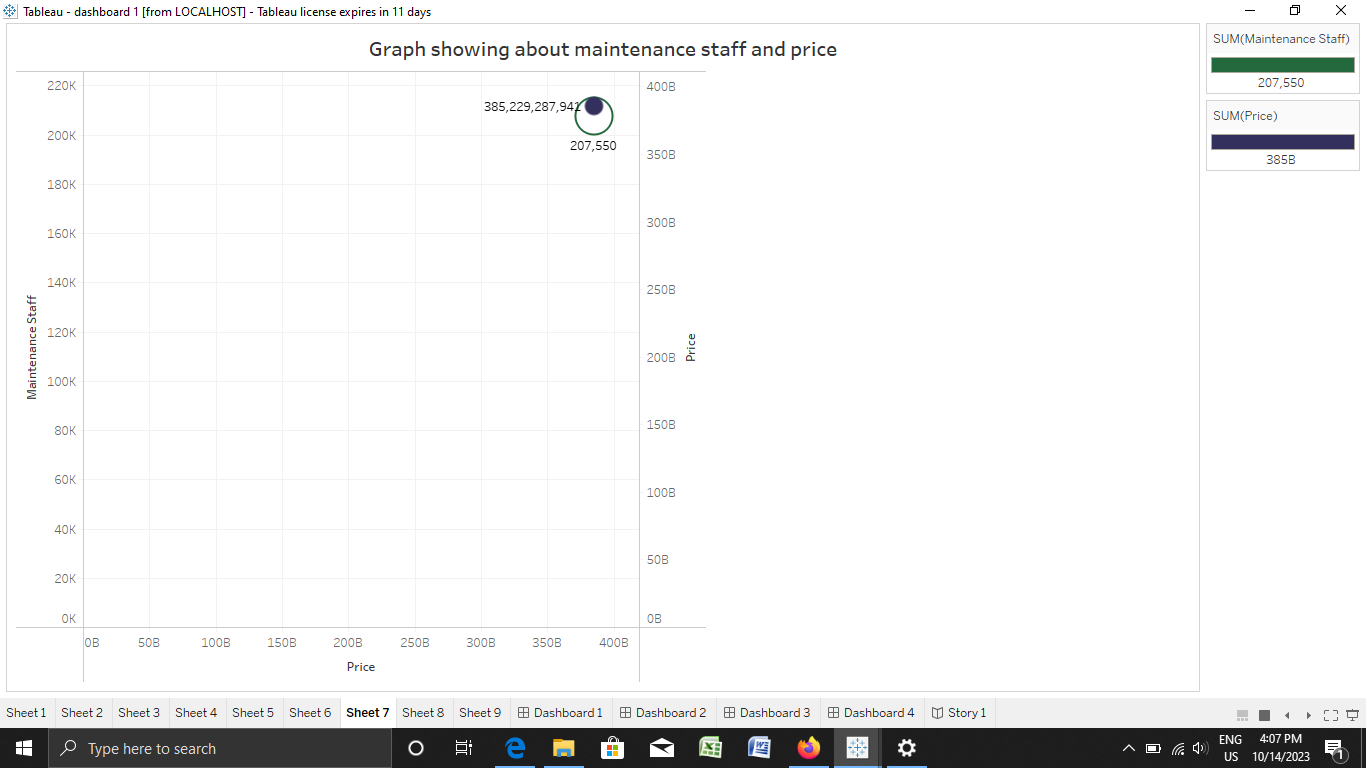 Tableau - dashboard 1 [from LOCALHOST] - Tableau license expires in 11 days
Graph showing about maintenance staff and price
220K
200K
180K
160K
140K
120K
100K
80K
60K
40K
20K
0K
Maintenance Staff
385,229,287,941
207,550
400B
350B
300B
250B
200B
150B
100B
50B
0B
Price
0B 50B 100B 150B 200B 250B 300B 350B 400B
Price
SUM(Maintenance Staff)
207,550
SUM(Price)
385B
Sheet 1 Sheet 2 Sheet 3 Sheet 4 Sheet 5 Sheet 6 Sheet 7 Sheet 8 Sheet 9 Dashboard 1 Dashboard 2 Dashboard 3 Dashboard 4 Story 1
Type here to search
ENG 4:07 PM
US 10/14/2023
1